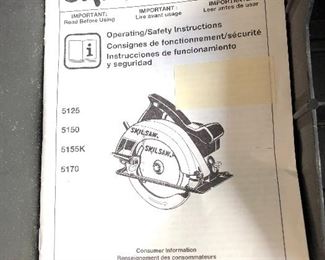 IMPORTANT: IMPORTANT IMPORTANTE
Read Before Using Lire avant usage Leer antes de usar
Operating/Safety Instructions
Consignes de fonctionnement/sécurité
Instrucciones de funcionamiento
y seguridad
i
5125
5150
5155K
5170
SKILSAW
SKILSAW
Consumer Information
Renseignement des consommateurs